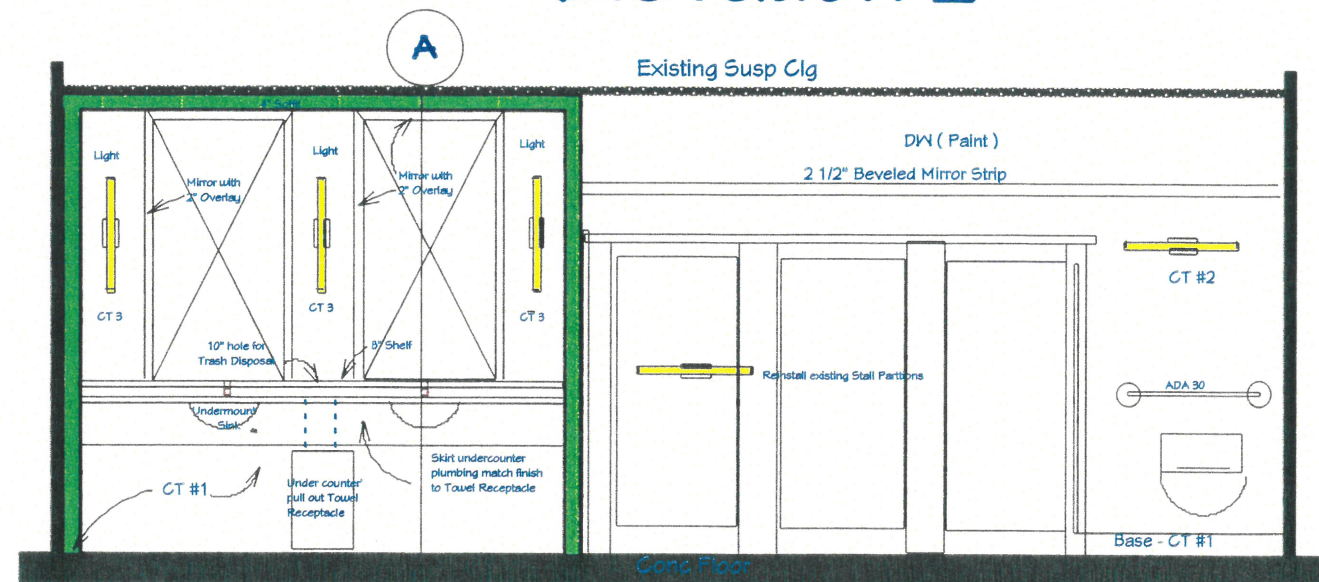 A
Existing Susp Clg
DW ( Paint )
2 1/2" Beveled Mirror Strip
Light
Light
Light
Mirror with
2" Overlay
Mirror with
2" Overlay
CT #2
CT 3
CT 3
CT 3
10" hole for
Trash Disposal
8" Shelf
Reinstall existing Stall Parttions
ADA 30
Undermount
Sink
Skirt undercounter
plumbing match finish
to Towel Receptacle
CT #1
Under counter
pull out Towel
Receptacle
Base - CT #1
Conc Floor